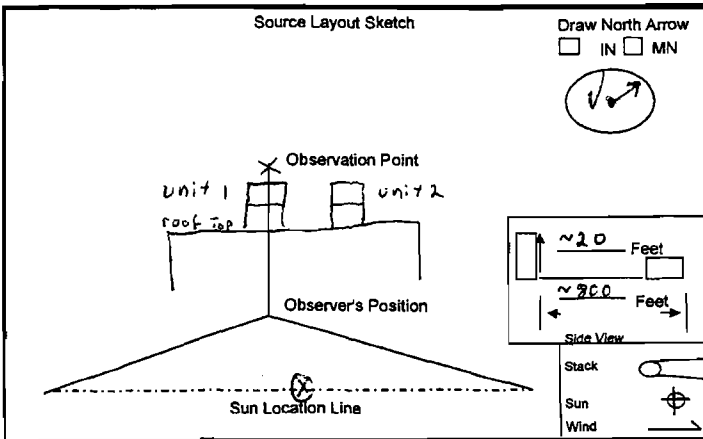 Source Layout Sketch
Draw North Arrow
IN MN
Observation Point
unit 1 unit 2
roof Top
~20 Feet
Observer's Position
~800 Feet
Side View
Stack
Sun Location Line
Sun
Wind